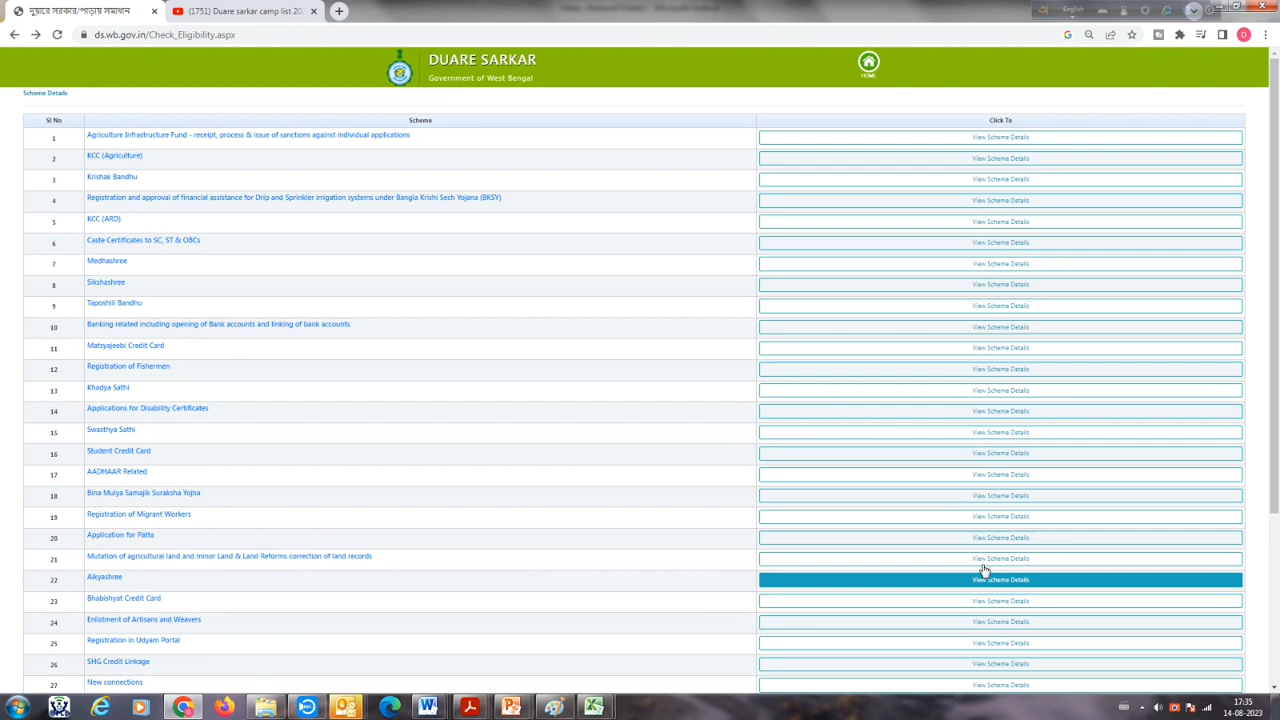 দুয়ারে সরকার/পাড়ায় সমাধান
(1751) Duare sarkar camp list 202
English
ds.wb.gov.in/Check_Eligibility.aspx
D
DUARE SARKAR
Government of West Bengal
HOME
Scheme Details
Sl No Scheme Click To
1 Agriculture Infrastructure Fund - receipt, process & issue of sanctions against individual applications View Scheme Details
2 KCC (Agriculture) View Scheme Details
3 Krishak Bandhu View Scheme Details
4 Registration and approval of financial assistance for Drip and Sprinkler irrigation systems under Bangla Krishi Sech Yojana (BKSY) View Scheme Details
5 KCC (ARD) View Scheme Details
6 Caste Certificates to SC, ST & OBCs View Scheme Details
7 Medhashree View Scheme Details
8 Sikshashree View Scheme Details
9 Taposhili Bandhu View Scheme Details
10 Banking related including opening of Bank accounts and linking of bank accounts View Scheme Details
11 Matsyajeebi Credit Card View Scheme Details
12 Registration of Fishermen View Scheme Details
13 Khadya Sathi View Scheme Details
14 Applications for Disability Certificates View Scheme Details
15 Swasthya Sathi View Scheme Details
16 Student Credit Card View Scheme Details
17 AADHAAR Related View Scheme Details
18 Bina Mulya Samajik Suraksha Yojna View Scheme Details
19 Registration of Migrant Workers View Scheme Details
20 Application for Patta View Scheme Details
21 Mutation of agricultural land and minor Land & Land Reforms correction of land records View Scheme Details
22 Aikyashree View Scheme Details
23 Bhabishyat Credit Card View Scheme Details
24 Enlistment of Artisans and Weavers View Scheme Details
25 Registration in Udyam Portal View Scheme Details
26 SHG Credit Linkage View Scheme Details
27 New connections View Scheme Details
17:35
14-08-2023